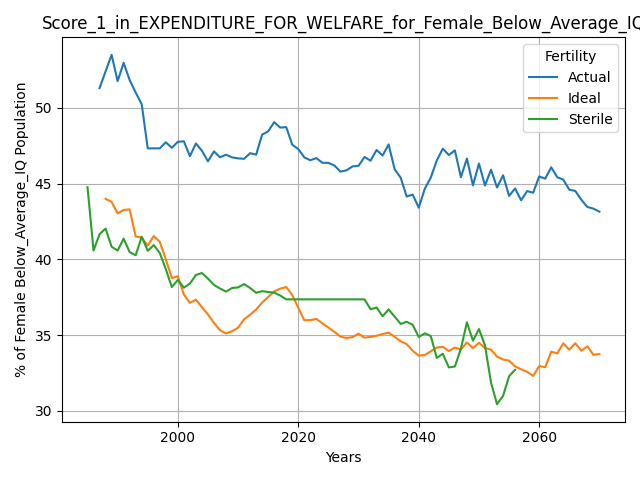 Score_1_in_EXPENDITURE_FOR_WELFARE_for_Female_Below_Average_IQ
Fertility
Actual
Ideal
Sterile
% of Female Below_Average_IQ Population
50
45
40
35
30
2000
2020
2040
2060
Years